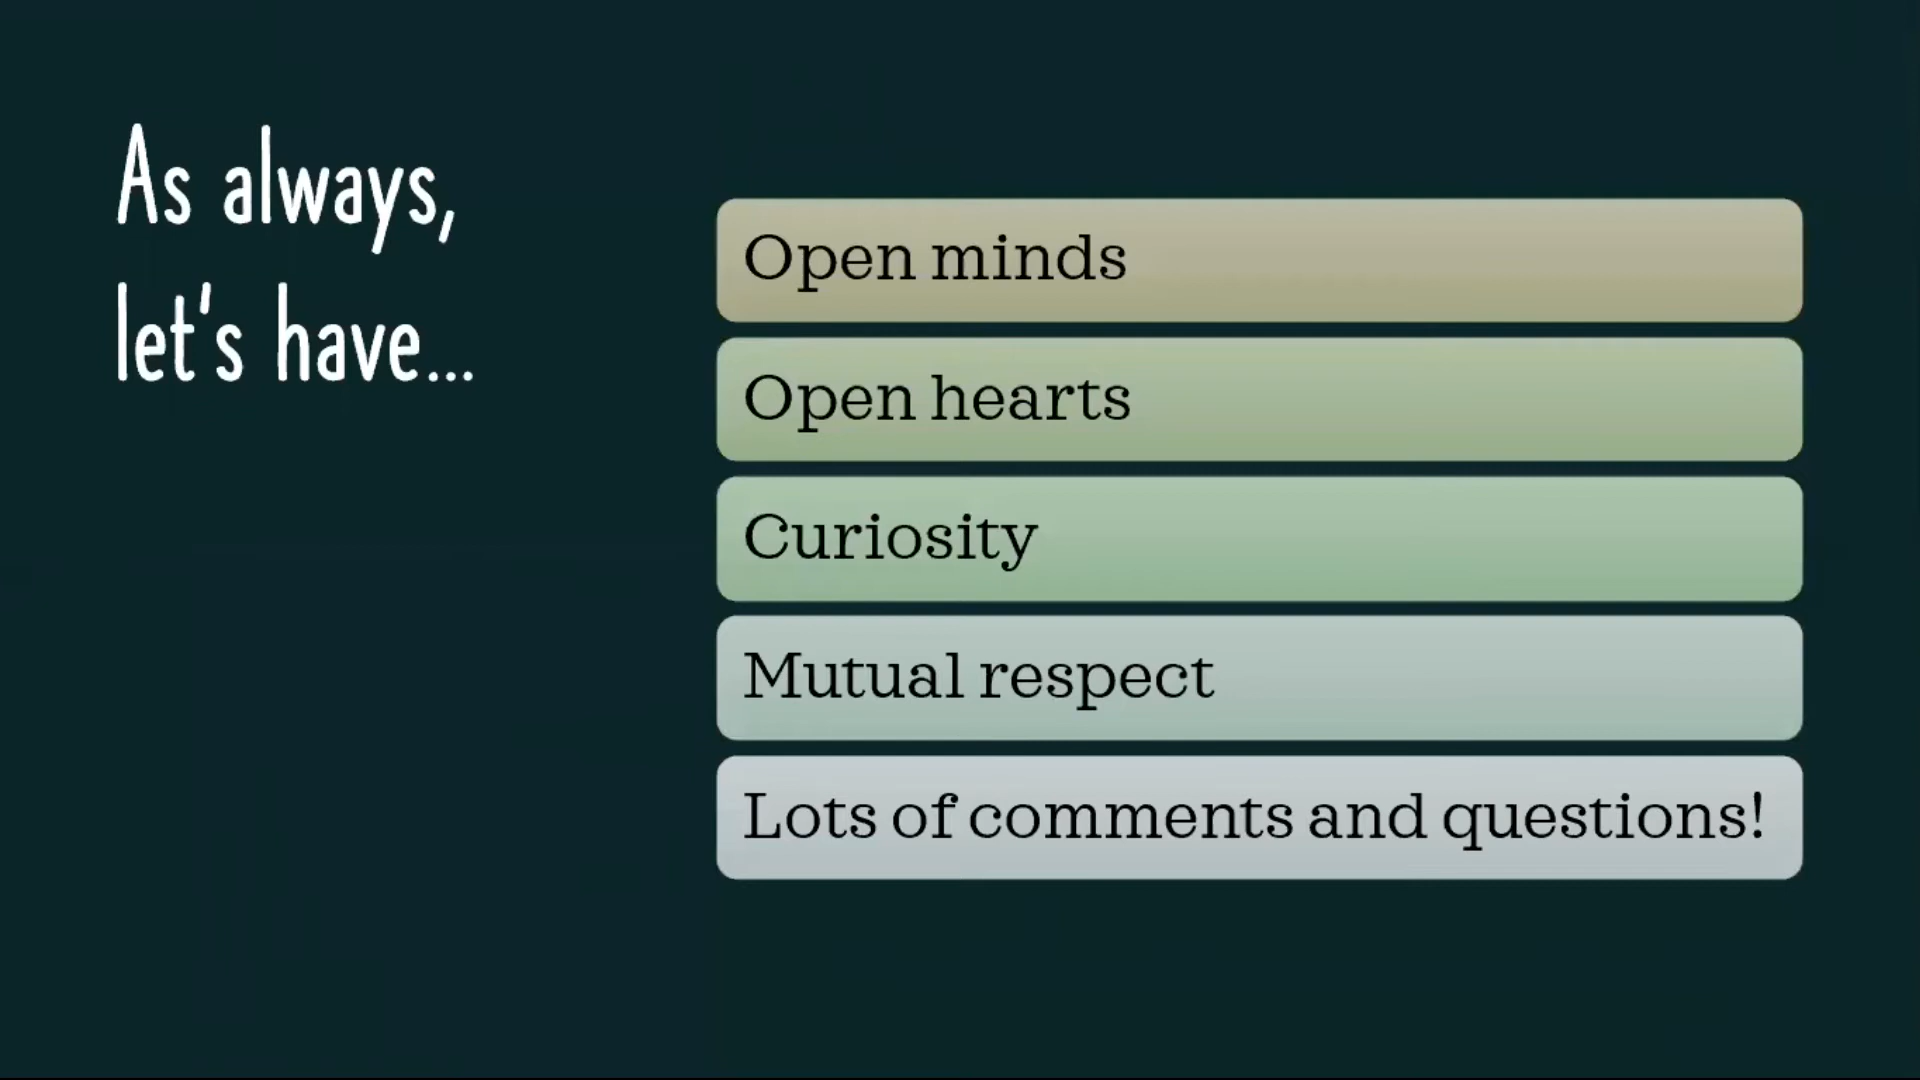 As always,
let's have...
Open minds
Open hearts
Curiosity
Mutual respect
Lots of comments and questions!